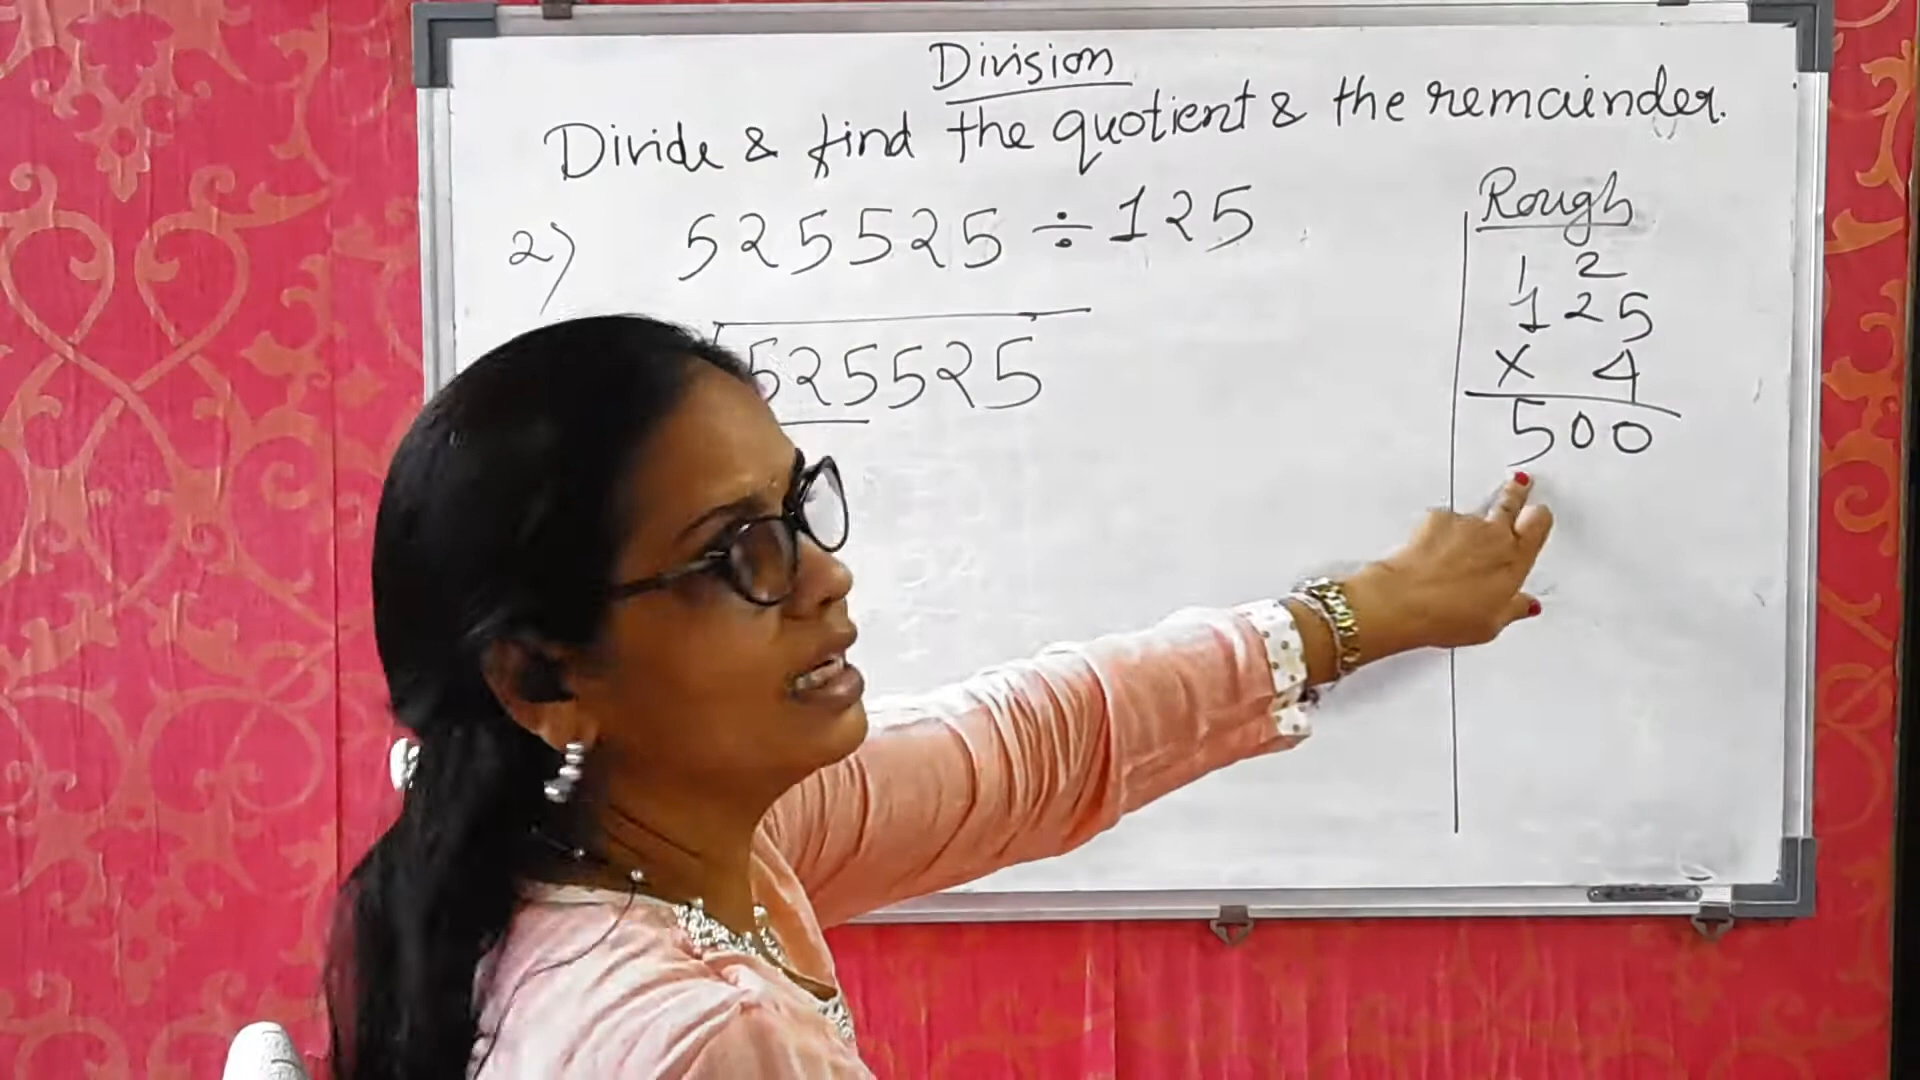 Division
Divide & find the quotient & the remainder.
2) 525525 ÷ 125
525525
Rough
1 2
125
x 4
500